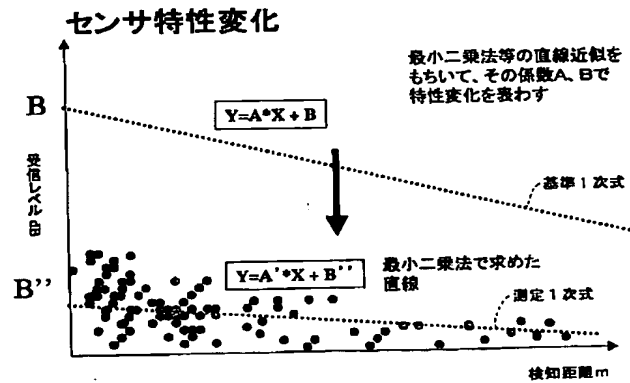 センサ特性変化
最小二乗法等の直線近似を
もちいて、その係数A、Bで
特性変化を表わす
B
Y=A*X + B
受信レベルdB
基準1次式
B''
Y=A'*X + B''
最小二乗法で求めた
直線
測定1次式
検知距離m